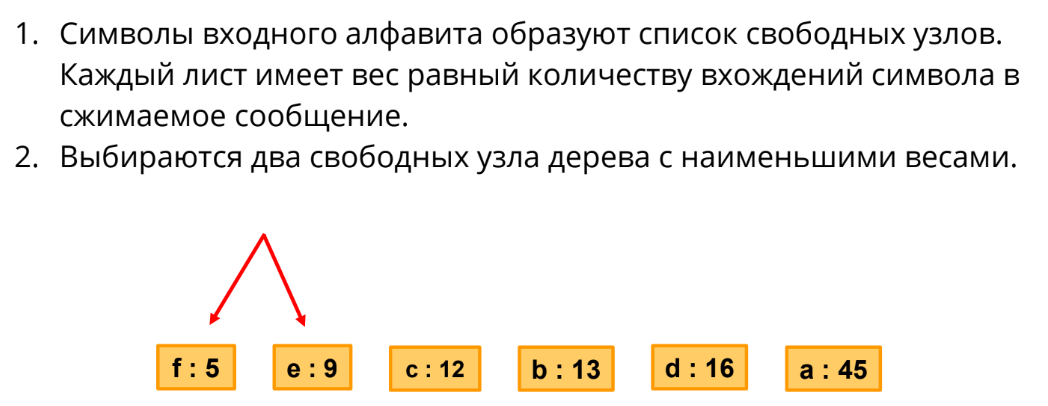 1. Символы входного алфавита образуют список свободных узлов.
Каждый лист имеет вес равный количеству вхождений символа в
сжимаемое сообщение.
2. Выбираются два свободных узла дерева с наименьшими весами.
f : 5 e : 9 c : 12 b : 13 d : 16 a : 45